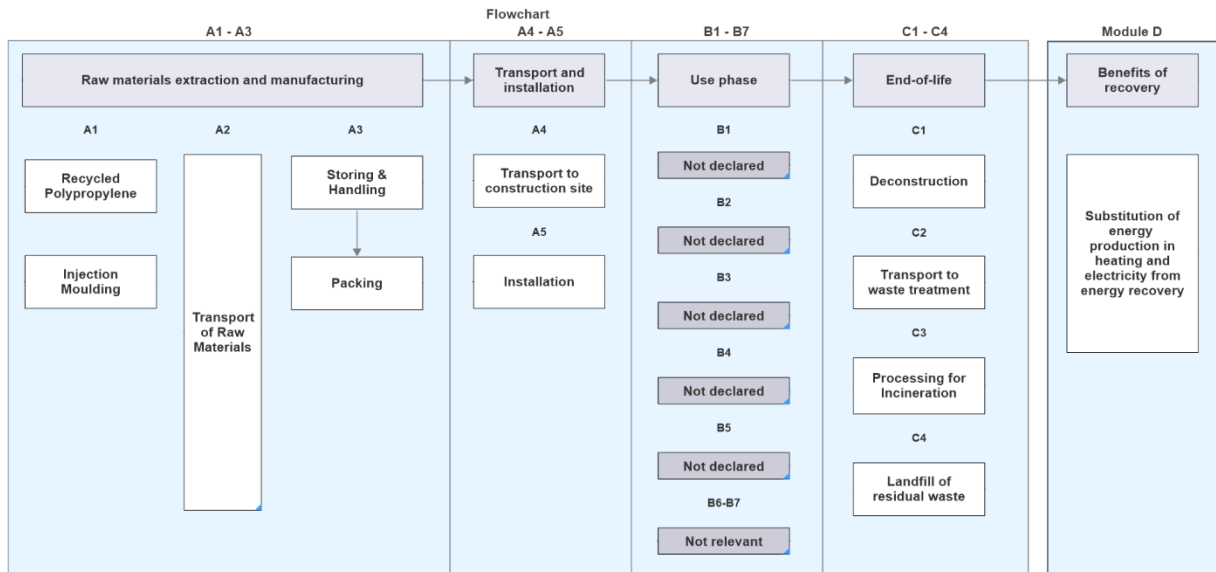 Flowchart
A1 - A3
A4 - A5
B1 - B7
C1 - C4
Module D
Raw materials extraction and manufacturing
Transport and
installation
Use phase
End-of-life
Benefits of
recovery
A1
A2
A3
Recycled
Polypropylene
Injection
Moulding
Transport
of Raw
Materials
Storing &
Handling
Packing
A4
Transport to
construction site
A5
Installation
B1
Not declared
B2
Not declared
B3
Not declared
B4
Not declared
B5
Not declared
B6-B7
Not relevant
C1
Deconstruction
C2
Transport to
waste treatment
C3
Processing for
Incineration
C4
Landfill of
residual waste
Substitution of
energy
production in
heating and
electricity from
energy recovery